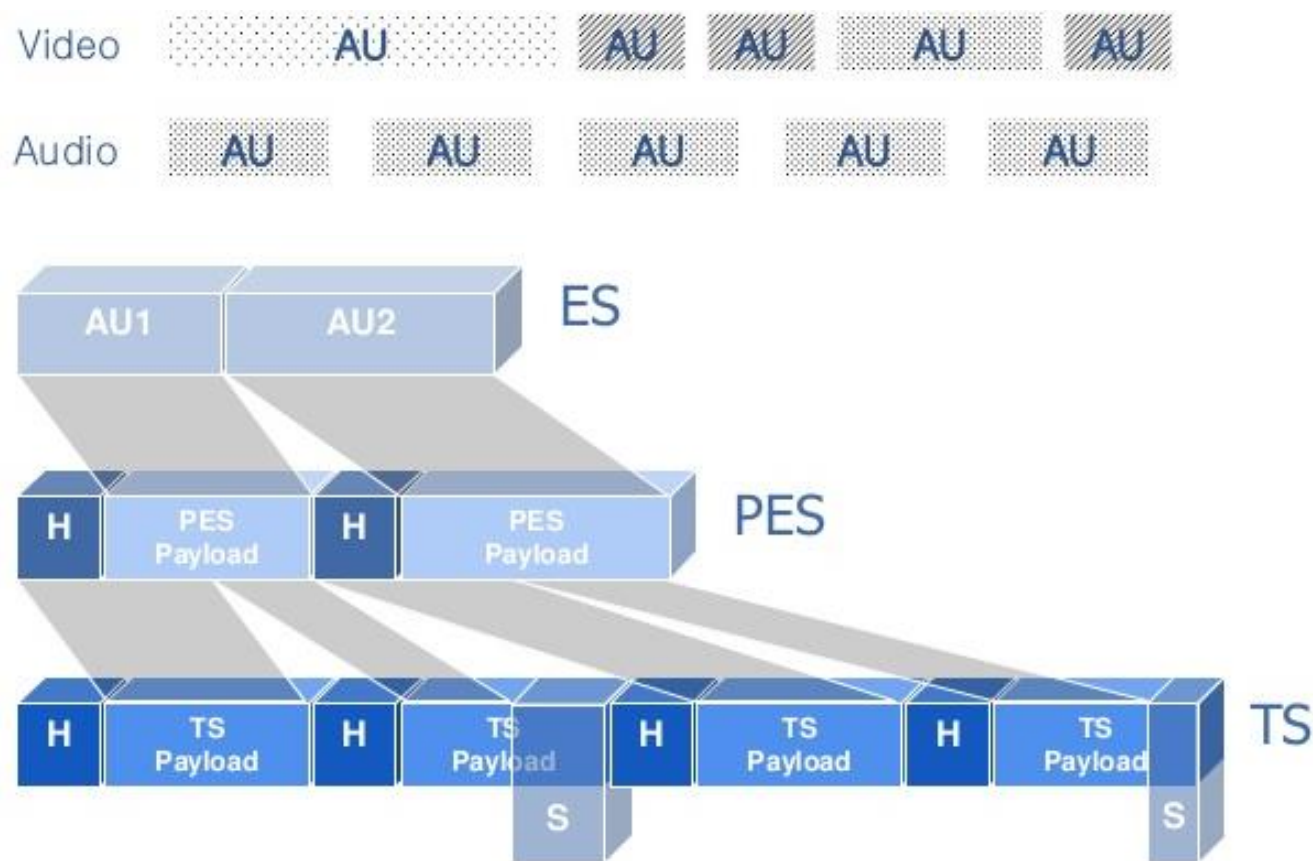 Video AU AU AU AU AU
Audio AU AU AU AU AU
AU1 AU2 ES
H PES Payload H PES Payload PES
H TS Payload H TS Payload H TS Payload H TS Payload TS
S S